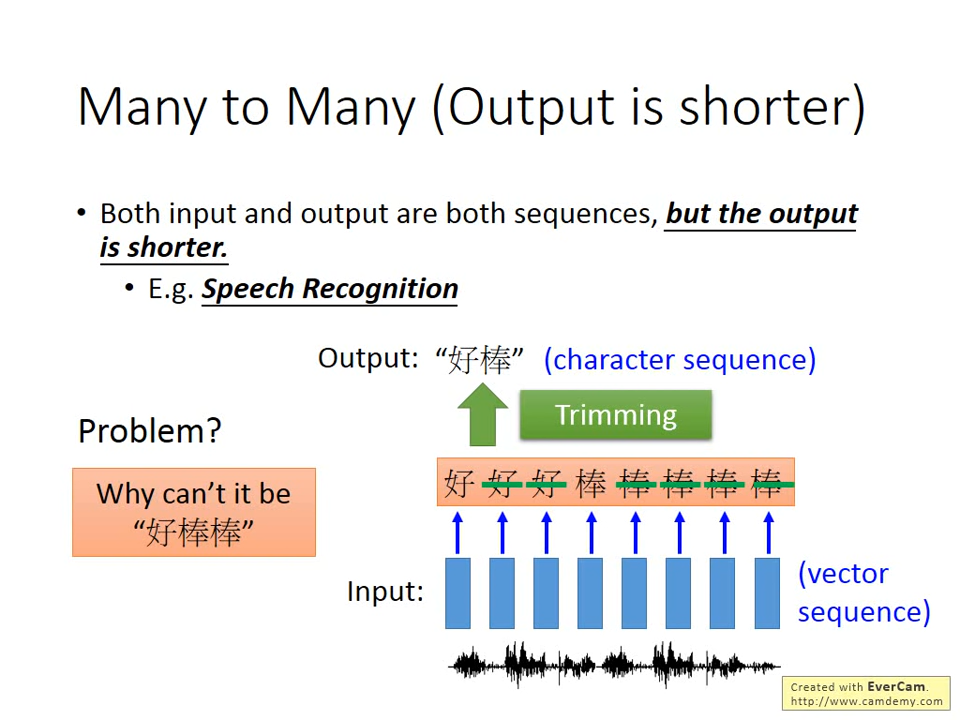 Many to Many (Output is shorter)
• Both input and output are both sequences, but the output
is shorter.
• E.g. Speech Recognition
Output: “好棒” (character sequence)
Trimming
Problem?
好 好 好 棒 棒 棒 棒 棒
Why can’t it be
“好棒棒”
Input:
(vector
sequence)
Created with EverCam.
http://www.camdemy.com